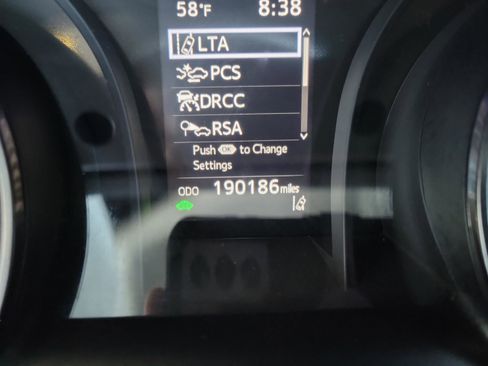 58°F 8:38
LTA
PCS
DRCC
RSA
Push OK to Change
Settings
ODO 190186 miles